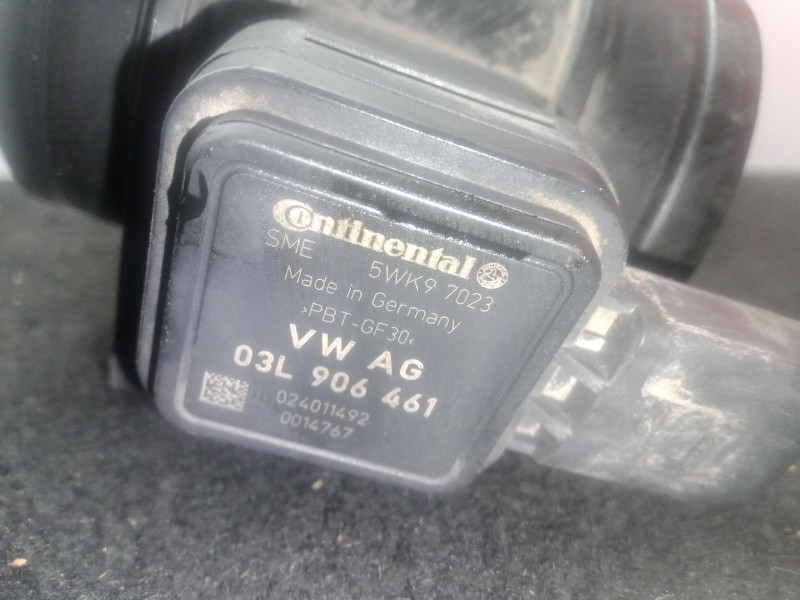 Continental
SME 5WK9 7023
Made in Germany
>PBT-GF30<
VW AG
03L 906 461
024011492
0014767